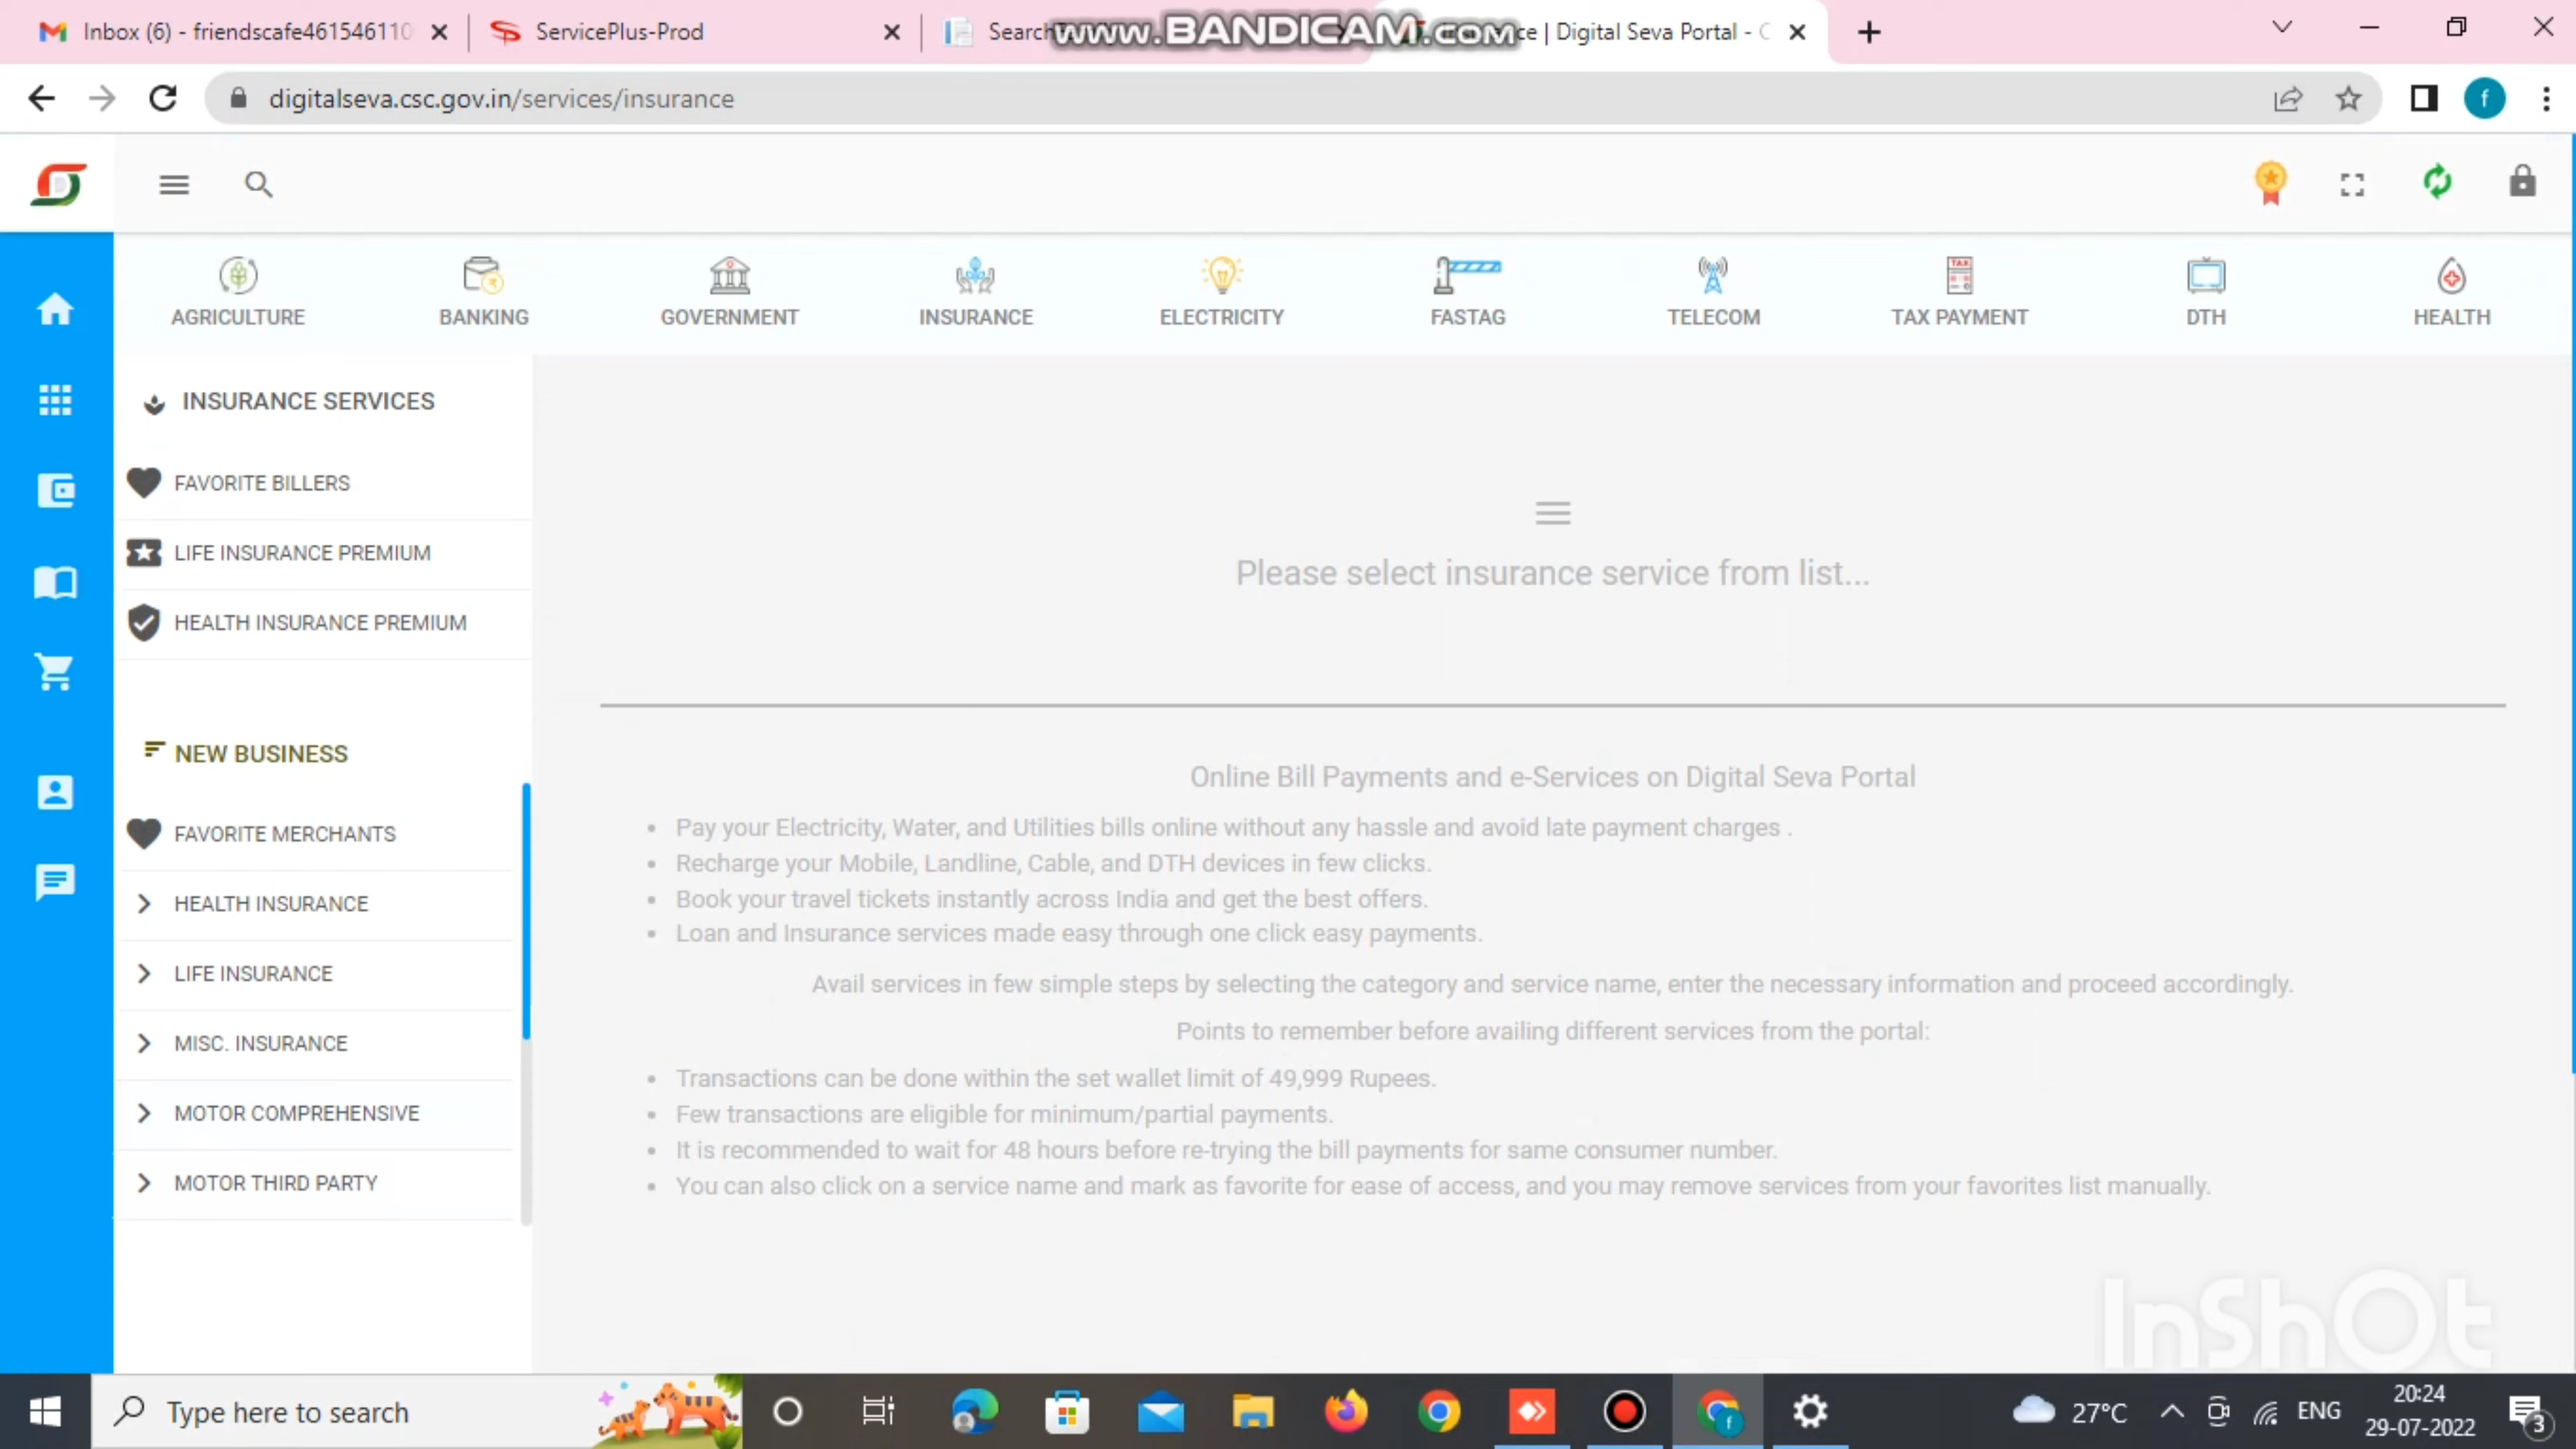 Inbox (6) - friendscafe461546110
ServicePlus-Prod
Search
www.BANDICAM.com
ce | Digital Seva Portal - C
digitalseva.csc.gov.in/services/insurance
f
AGRICULTURE
BANKING
GOVERNMENT
INSURANCE
ELECTRICITY
FASTAG
TELECOM
TAX
TAX PAYMENT
DTH
HEALTH
INSURANCE SERVICES
FAVORITE BILLERS
LIFE INSURANCE PREMIUM
HEALTH INSURANCE PREMIUM
NEW BUSINESS
FAVORITE MERCHANTS
HEALTH INSURANCE
LIFE INSURANCE
MISC. INSURANCE
MOTOR COMPREHENSIVE
MOTOR THIRD PARTY
Please select insurance service from list...
Online Bill Payments and e-Services on Digital Seva Portal
• Pay your Electricity, Water, and Utilities bills online without any hassle and avoid late payment charges .
• Recharge your Mobile, Landline, Cable, and DTH devices in few clicks.
• Book your travel tickets instantly across India and get the best offers.
• Loan and Insurance services made easy through one click easy payments.
Avail services in few simple steps by selecting the category and service name, enter the necessary information and proceed accordingly.
Points to remember before availing different services from the portal:
• Transactions can be done within the set wallet limit of 49,999 Rupees.
• Few transactions are eligible for minimum/partial payments.
• It is recommended to wait for 48 hours before re-trying the bill payments for same consumer number.
• You can also click on a service name and mark as favorite for ease of access, and you may remove services from your favorites list manually.
InShOt
Type here to search
f
27°C
ENG
20:24
29-07-2022
3